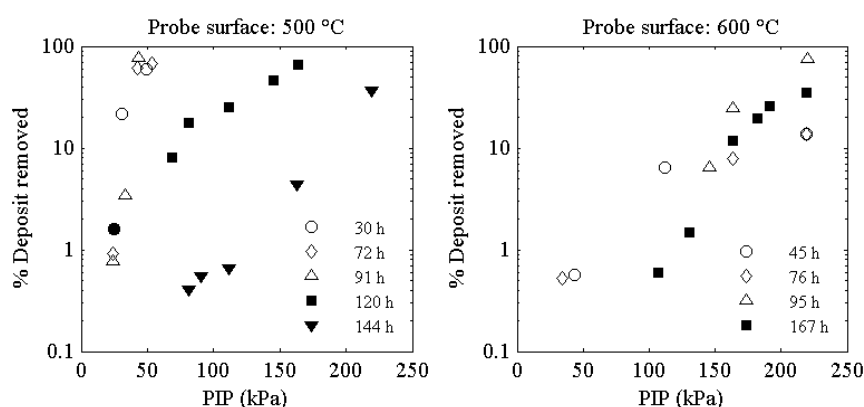 Probe surface: 500 °C
% Deposit removed
100
10
1
0.1
0 50 100 150 200 250
PIP (kPa)
30 h
72 h
91 h
120 h
144 h
Probe surface: 600 °C
% Deposit removed
100
10
1
0.1
0 50 100 150 200 250
PIP (kPa)
45 h
76 h
95 h
167 h